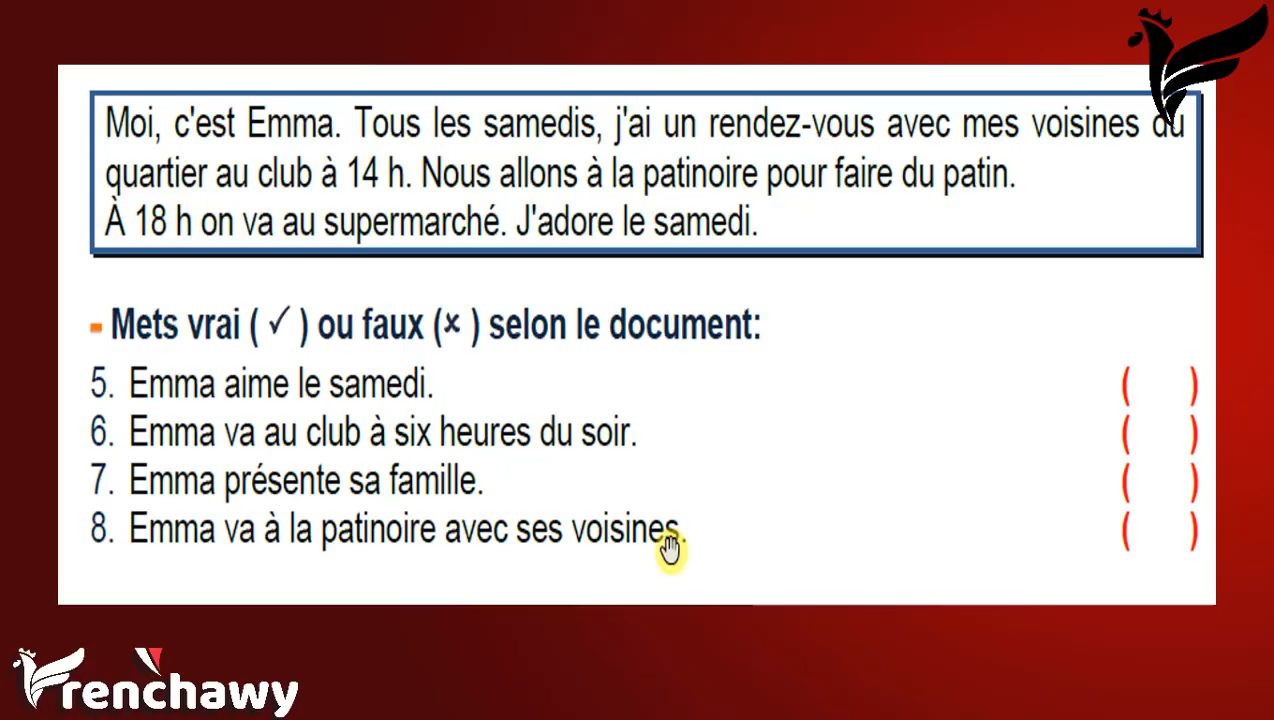 Moi, c'est Emma. Tous les samedis, j'ai un rendez-vous avec mes voisines du
quartier au club à 14 h. Nous allons à la patinoire pour faire du patin.
À 18 h on va au supermarché. J'adore le samedi.
- Mets vrai ( ✓ ) ou faux (× ) selon le document:
5. Emma aime le samedi. ( )
6. Emma va au club à six heures du soir. ( )
7. Emma présente sa famille. ( )
8. Emma va à la patinoire avec ses voisines. ( )
Frenchawy